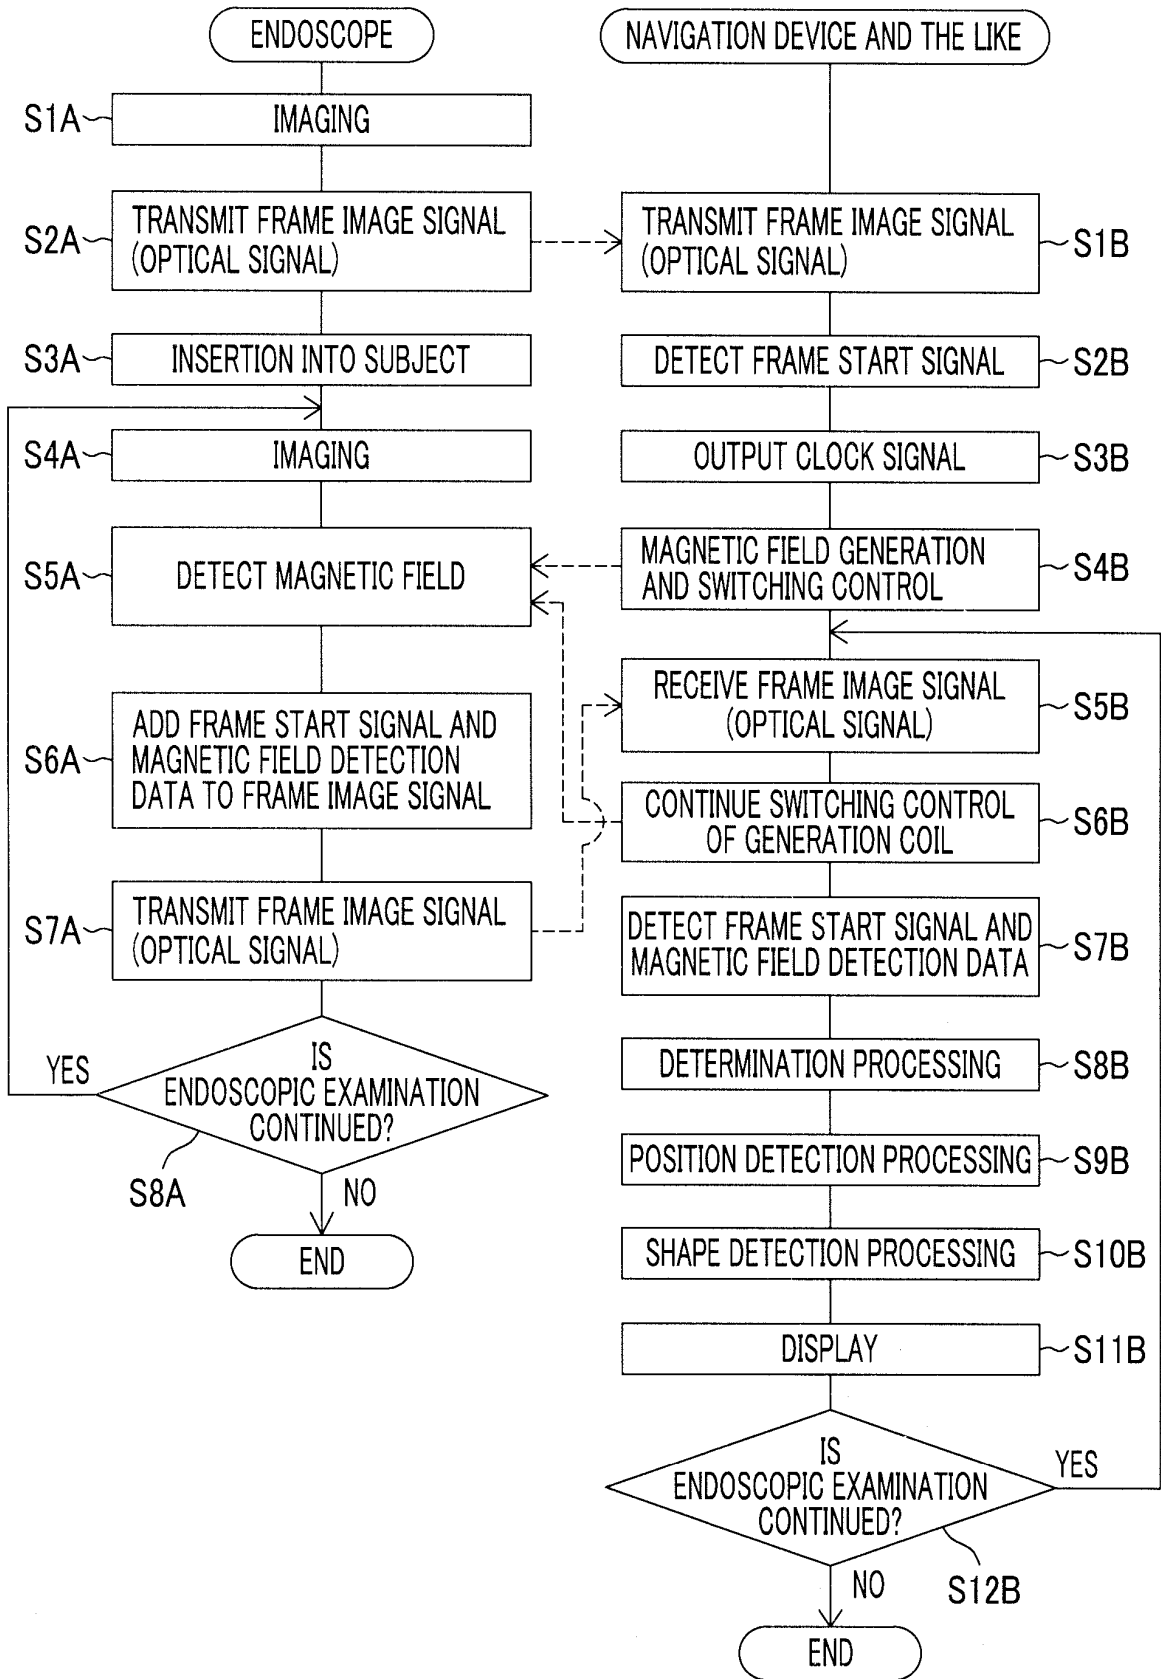 ENDOSCOPE
S1A
IMAGING
S2A
TRANSMIT FRAME IMAGE SIGNAL
(OPTICAL SIGNAL)
S3A
INSERTION INTO SUBJECT
S4A
IMAGING
S5A
DETECT MAGNETIC FIELD
S6A
ADD FRAME START SIGNAL AND
MAGNETIC FIELD DETECTION
DATA TO FRAME IMAGE SIGNAL
S7A
TRANSMIT FRAME IMAGE SIGNAL
(OPTICAL SIGNAL)
YES
IS
ENDOSCOPIC EXAMINATION
CONTINUED?
S8A
NO
END
NAVIGATION DEVICE AND THE LIKE
TRANSMIT FRAME IMAGE SIGNAL
(OPTICAL SIGNAL)
S1B
DETECT FRAME START SIGNAL
S2B
OUTPUT CLOCK SIGNAL
S3B
MAGNETIC FIELD GENERATION
AND SWITCHING CONTROL
S4B
RECEIVE FRAME IMAGE SIGNAL
(OPTICAL SIGNAL)
S5B
CONTINUE SWITCHING CONTROL
OF GENERATION COIL
S6B
DETECT FRAME START SIGNAL AND
MAGNETIC FIELD DETECTION DATA
S7B
DETERMINATION PROCESSING
S8B
POSITION DETECTION PROCESSING
S9B
SHAPE DETECTION PROCESSING
S10B
DISPLAY
S11B
IS
ENDOSCOPIC EXAMINATION
CONTINUED?
YES
S12B
NO
END